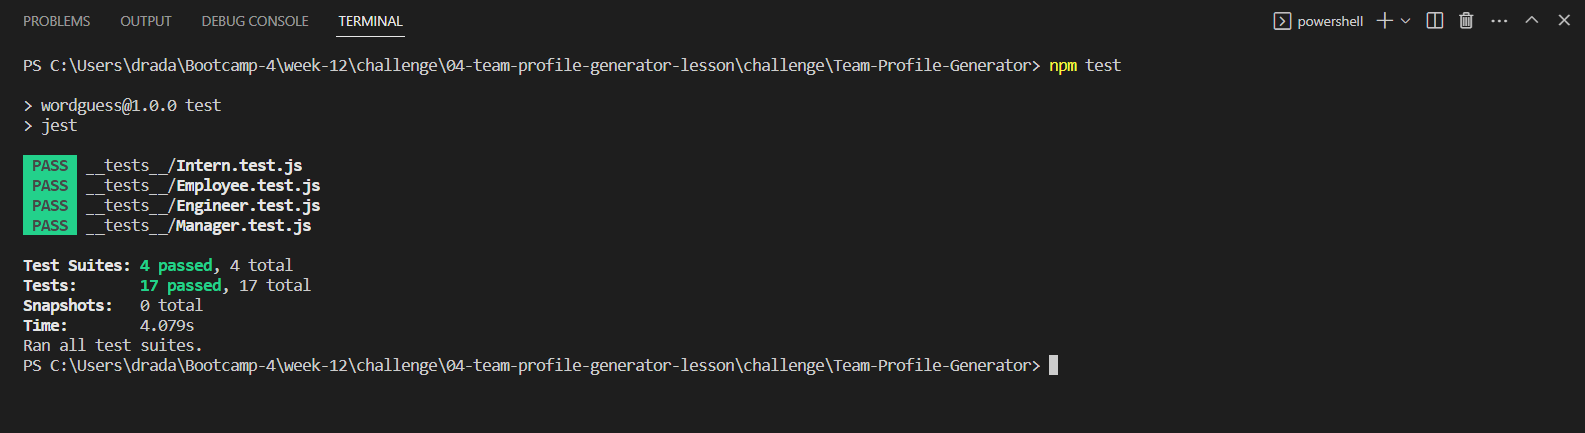 PROBLEMS OUTPUT DEBUG CONSOLE TERMINAL powershell
PS C:\Users\drada\Bootcamp-4\week-12\challenge\04-team-profile-generator-lesson\challenge\Team-Profile-Generator> npm test
> wordguess@1.0.0 test
> jest
PASS __tests__/Intern.test.js
PASS __tests__/Employee.test.js
PASS __tests__/Engineer.test.js
PASS __tests__/Manager.test.js
Test Suites: 4 passed, 4 total
Tests: 17 passed, 17 total
Snapshots: 0 total
Time: 4.079s
Ran all test suites.
PS C:\Users\drada\Bootcamp-4\week-12\challenge\04-team-profile-generator-lesson\challenge\Team-Profile-Generator>